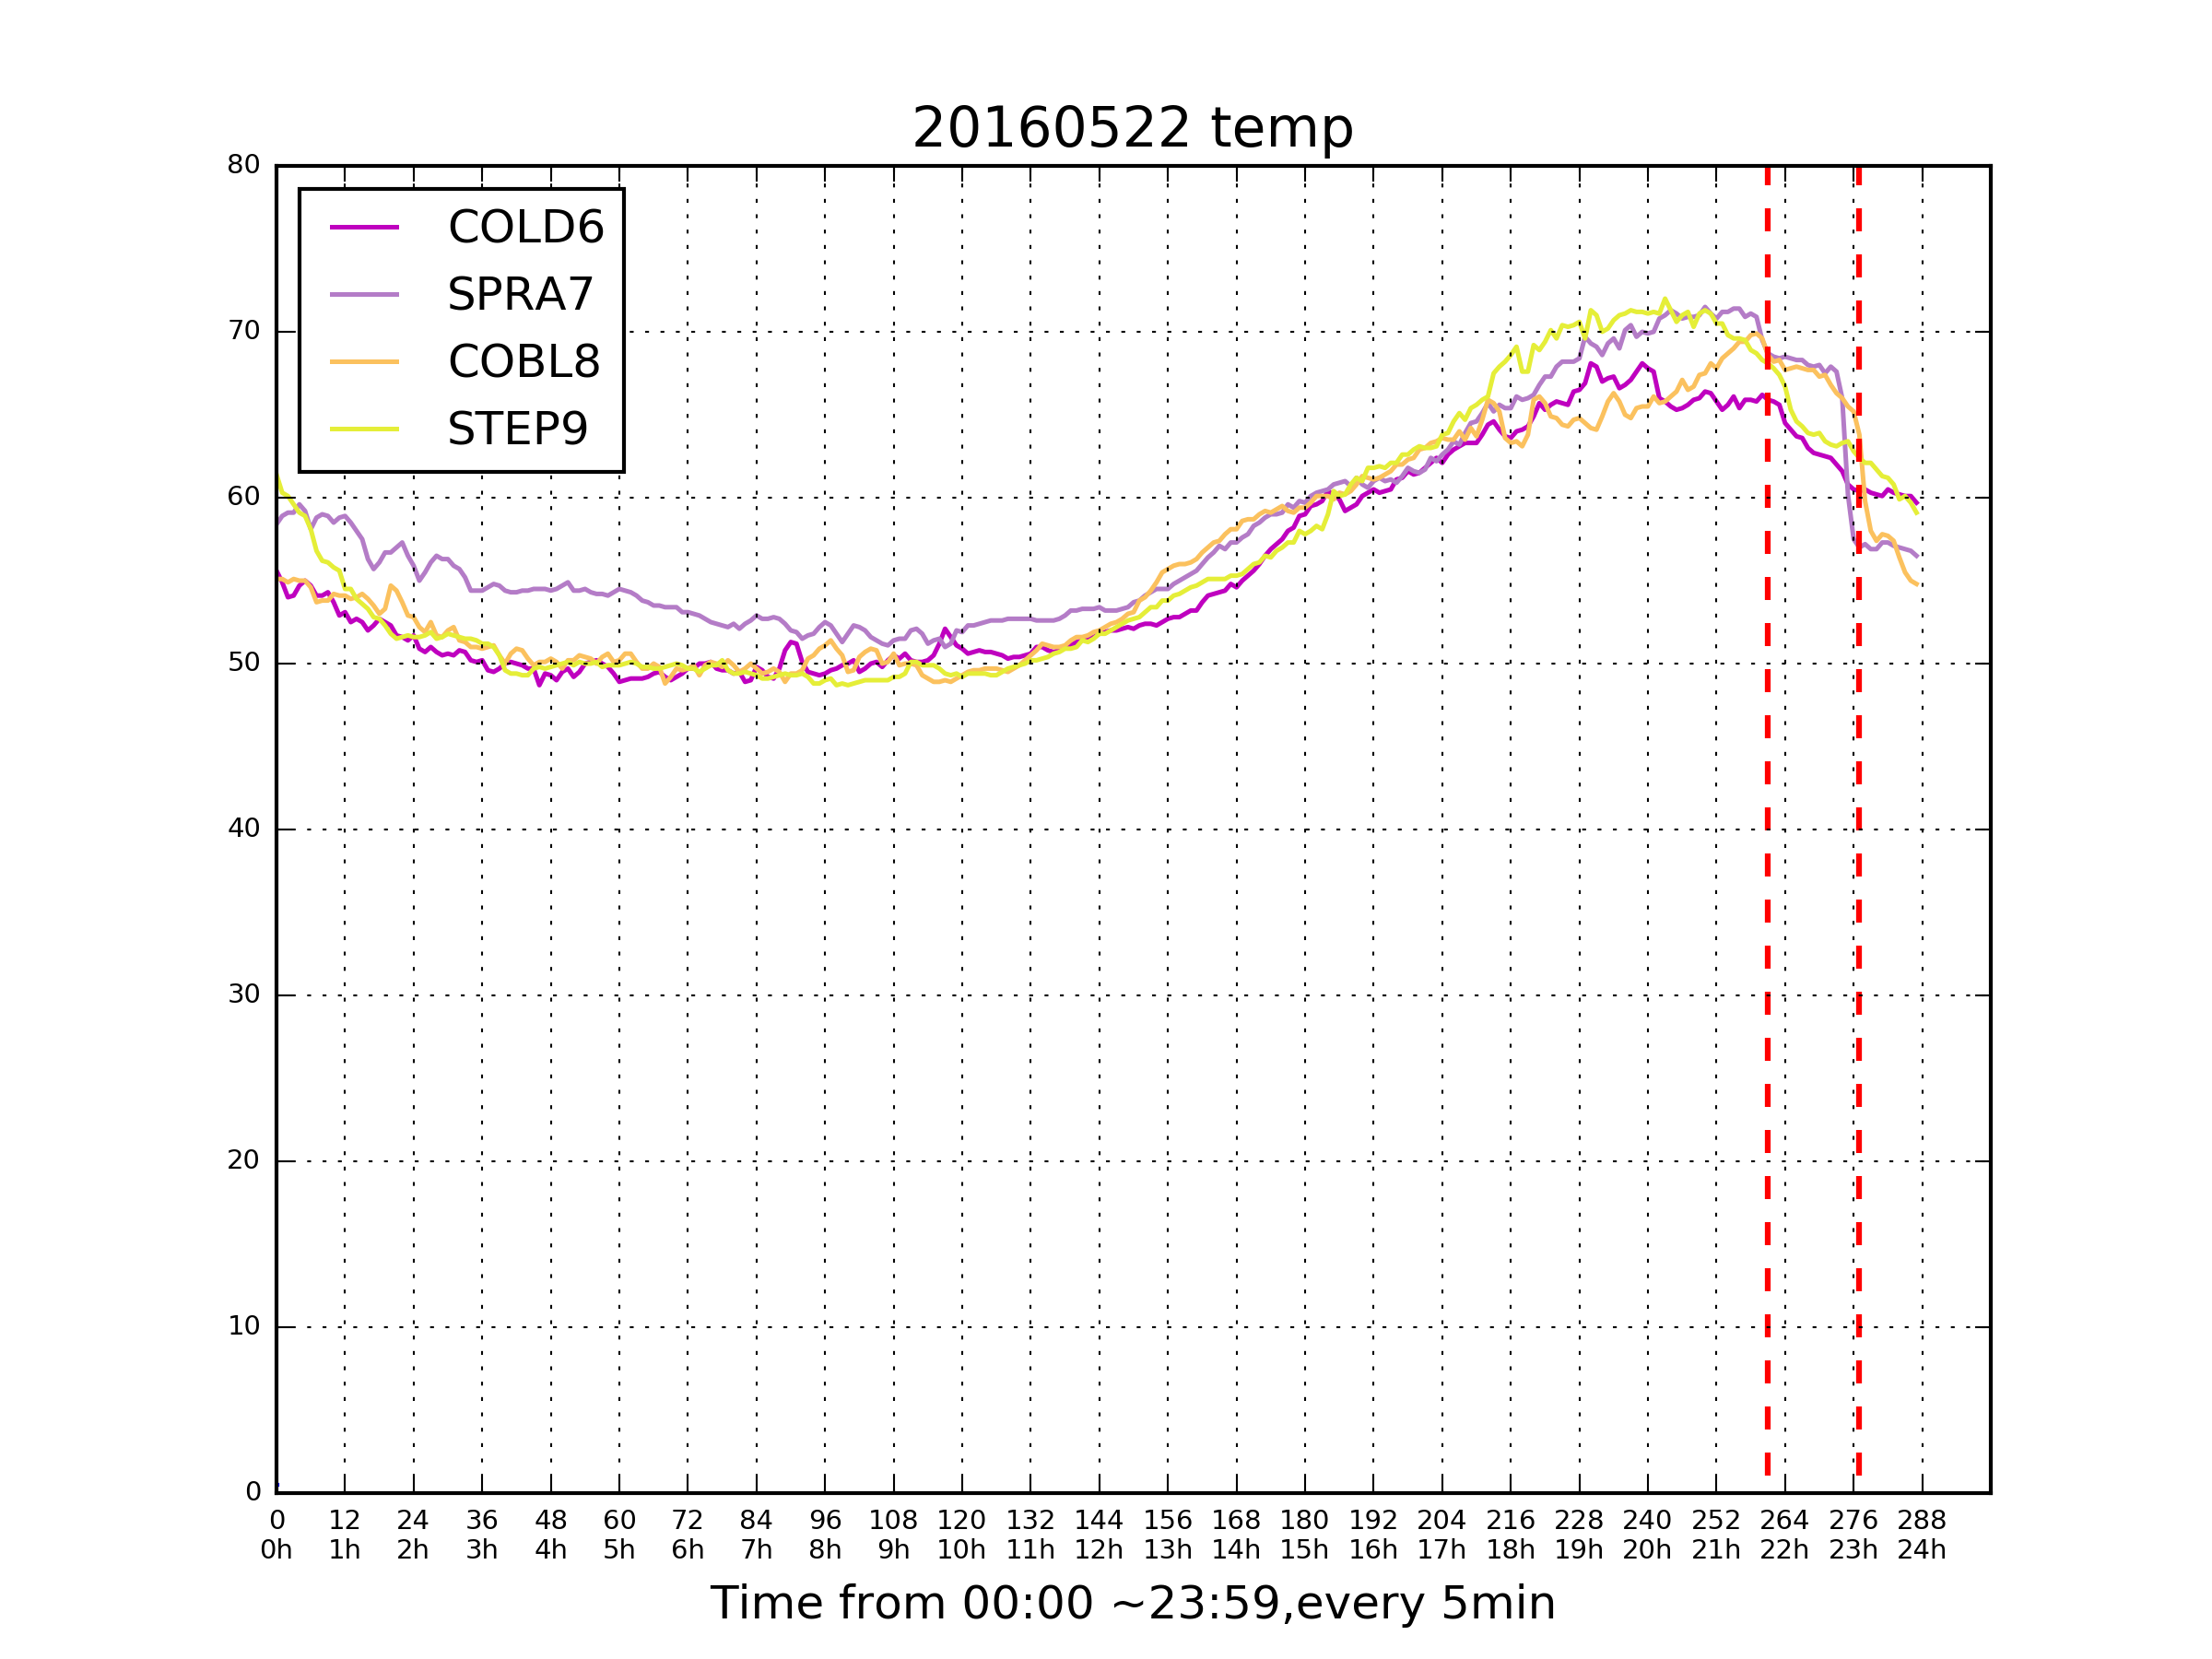 20160522 temp
80
70
60
50
40
30
20
10
0
COLD6
SPRA7
COBL8
STEP9
0 12 24 36 48 60 72 84 96 108 120 132 144 156 168 180 192 204 216 228 240 252 264 276 288
0h 1h 2h 3h 4h 5h 6h 7h 8h 9h 10h 11h 12h 13h 14h 15h 16h 17h 18h 19h 20h 21h 22h 23h 24h
Time from 00:00 ~23:59,every 5min